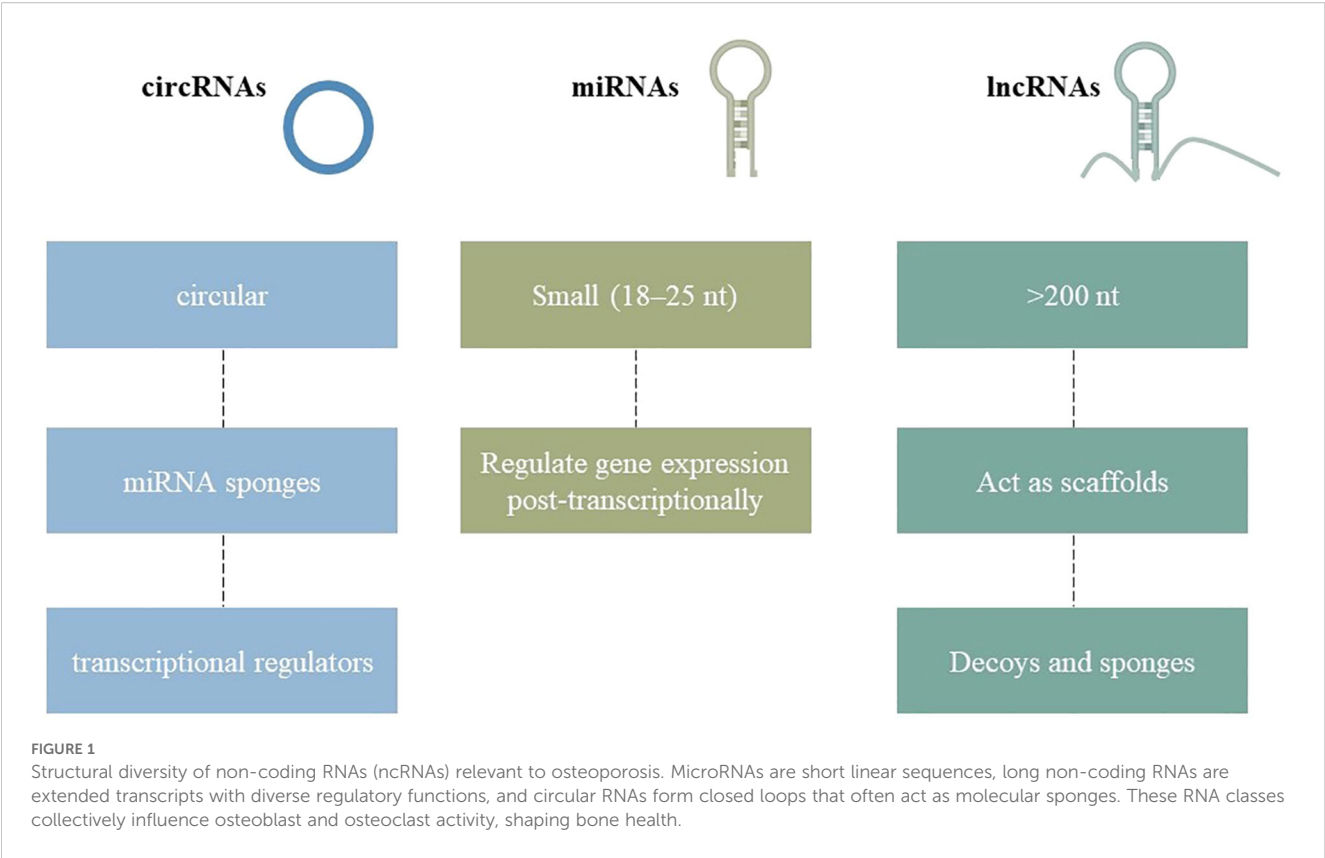 circRNAs
miRNAs
lncRNAs
circular
Small (18–25 nt)
>200 nt
miRNA sponges
Regulate gene expression
post-transcriptionally
Act as scaffolds
transcriptional regulators
Decoys and sponges
FIGURE 1
Structural diversity of non-coding RNAs (ncRNAs) relevant to osteoporosis. MicroRNAs are short linear sequences, long non-coding RNAs are
extended transcripts with diverse regulatory functions, and circular RNAs form closed loops that often act as molecular sponges. These RNA classes
collectively influence osteoblast and osteoclast activity, shaping bone health.